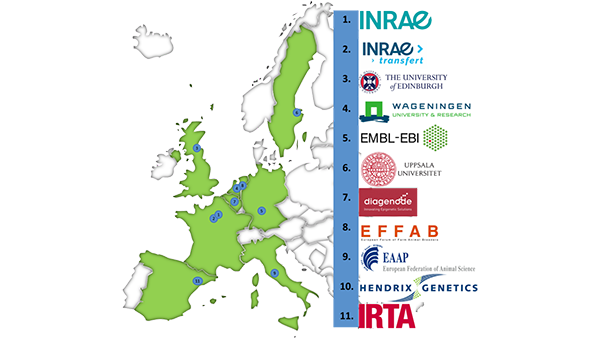 1.
INRAE
2.
INRAE
transfert
3.
THE UNIVERSITY
of EDINBURGH
4.
WAGENINGEN
UNIVERSITY & RESEARCH
5.
EMBL-EBI
6.
UPPSALA
UNIVERSITET
7.
diagenode
Innovating Epigenetic Solutions
8.
EFFAB
European Forum of Farm Animal Breeders
9.
EAAP
European Federation of Animal Science
10.
HENDRIX GENETICS
11.
IRTA